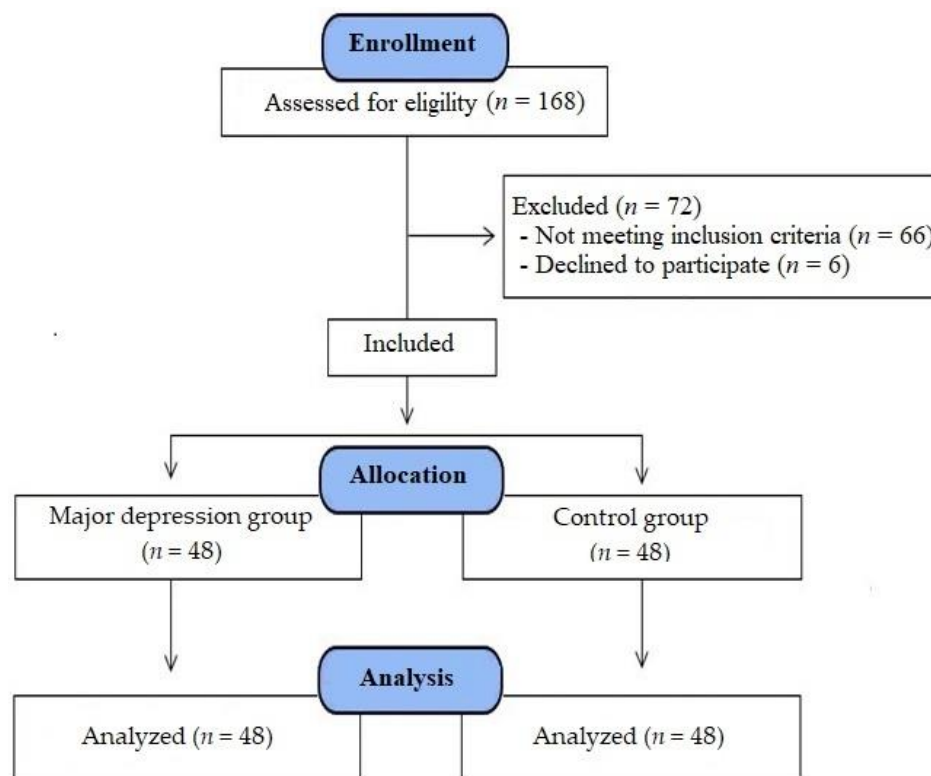 Enrollment
Assessed for eligility (n = 168)
Excluded (n = 72)
- Not meeting inclusion criteria (n = 66)
- Declined to participate (n = 6)
Included
Allocation
Major depression group
(n = 48)
Control group
(n = 48)
Analysis
Analyzed (n = 48)
Analyzed (n = 48)